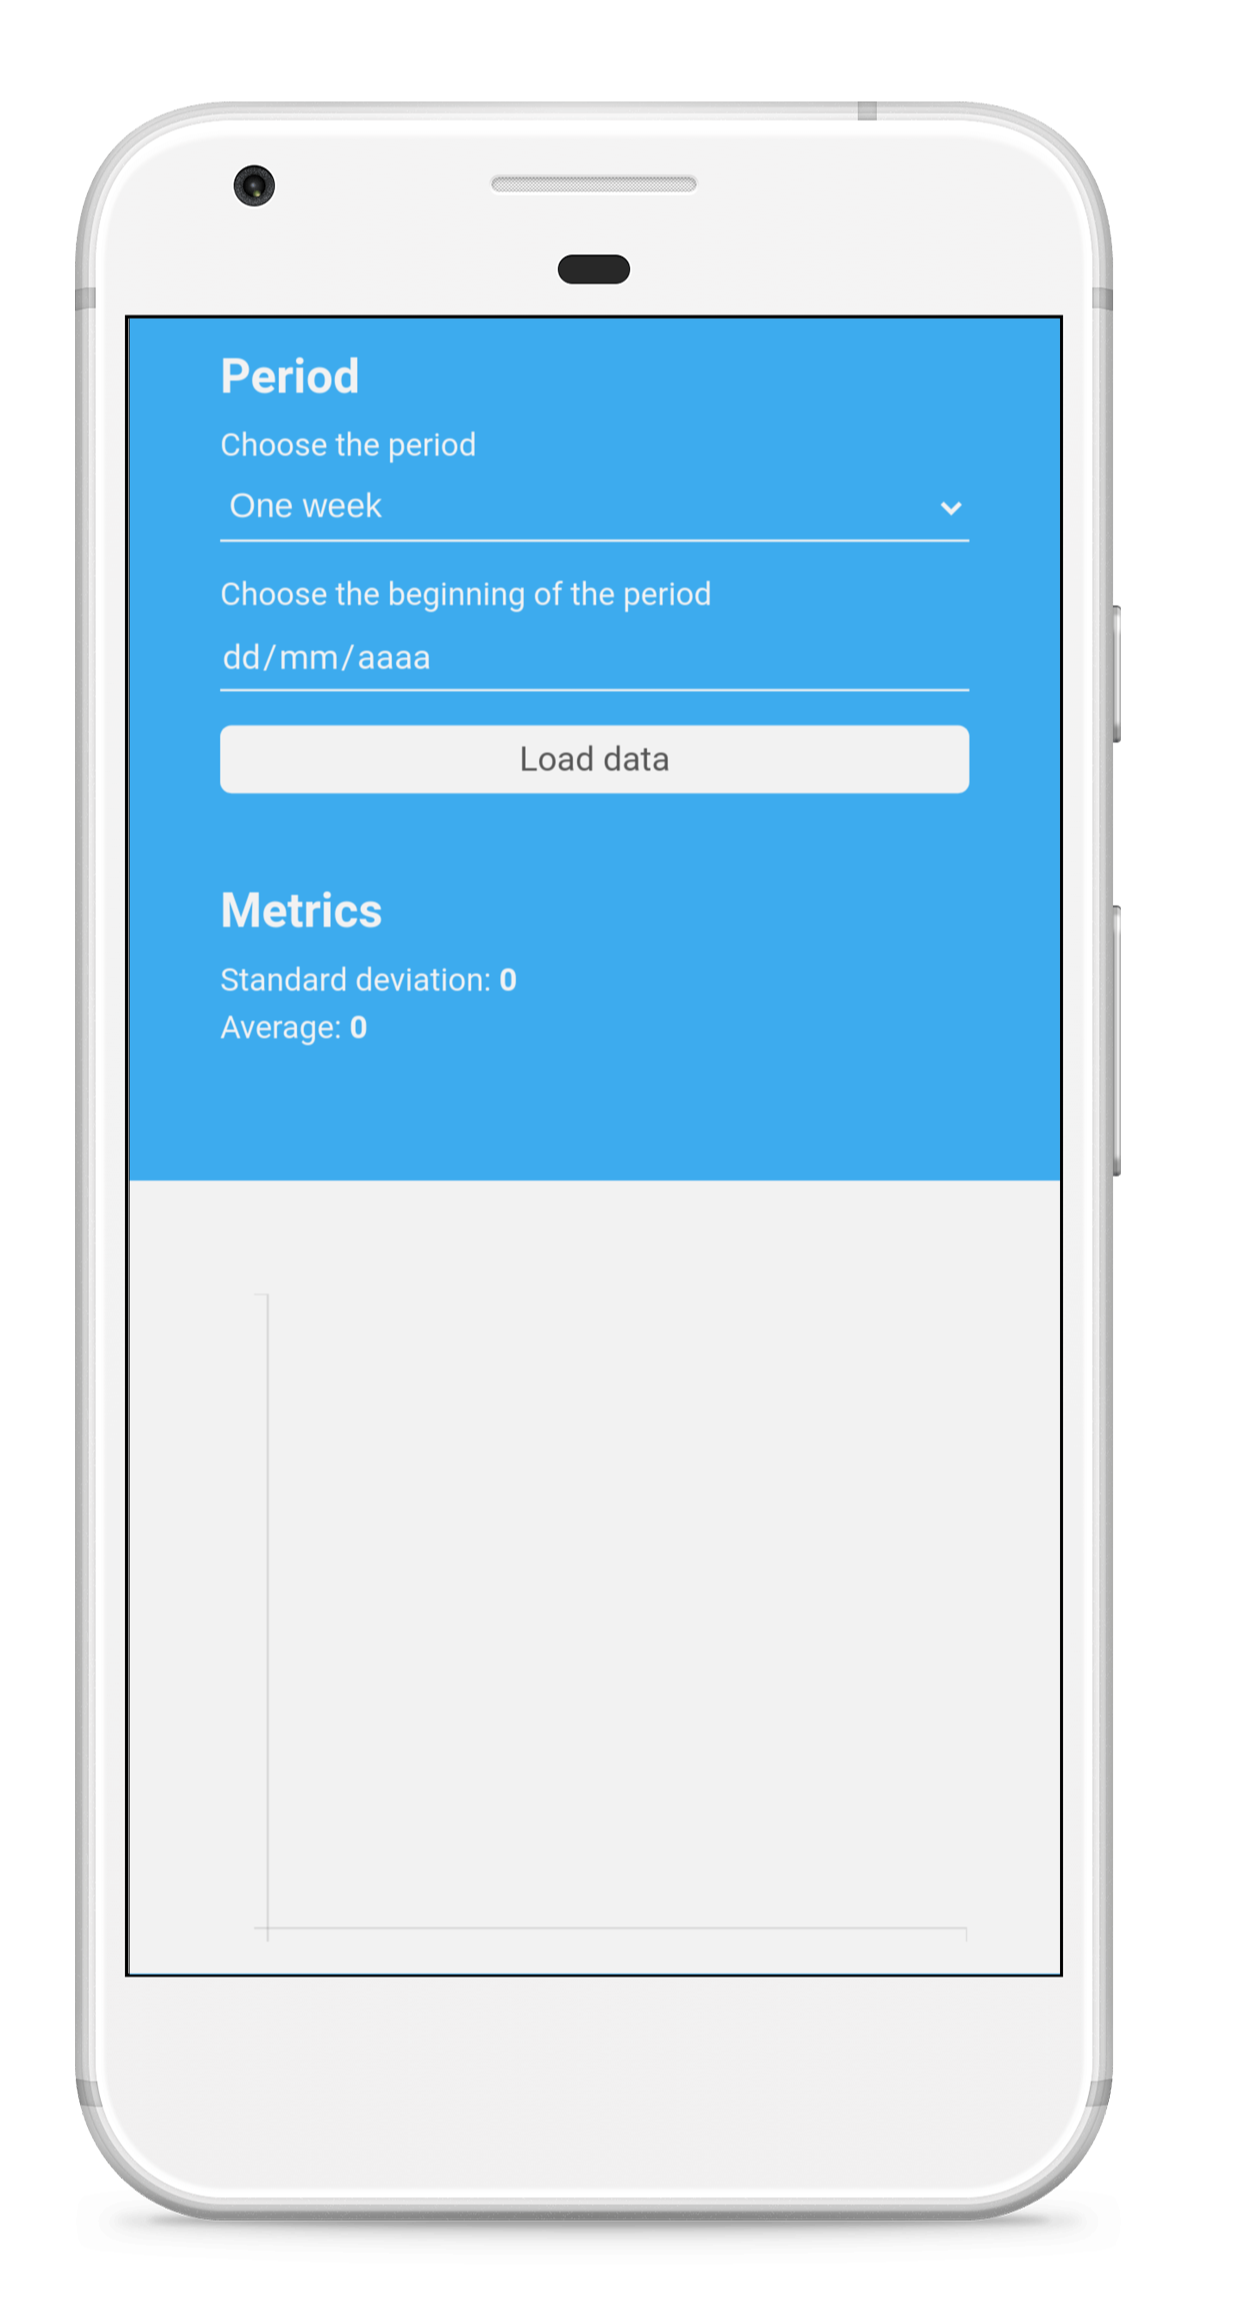 Period
Choose the period
One week
Choose the beginning of the period
dd/mm/aaaa
Load data
Metrics
Standard deviation: 0
Average: 0